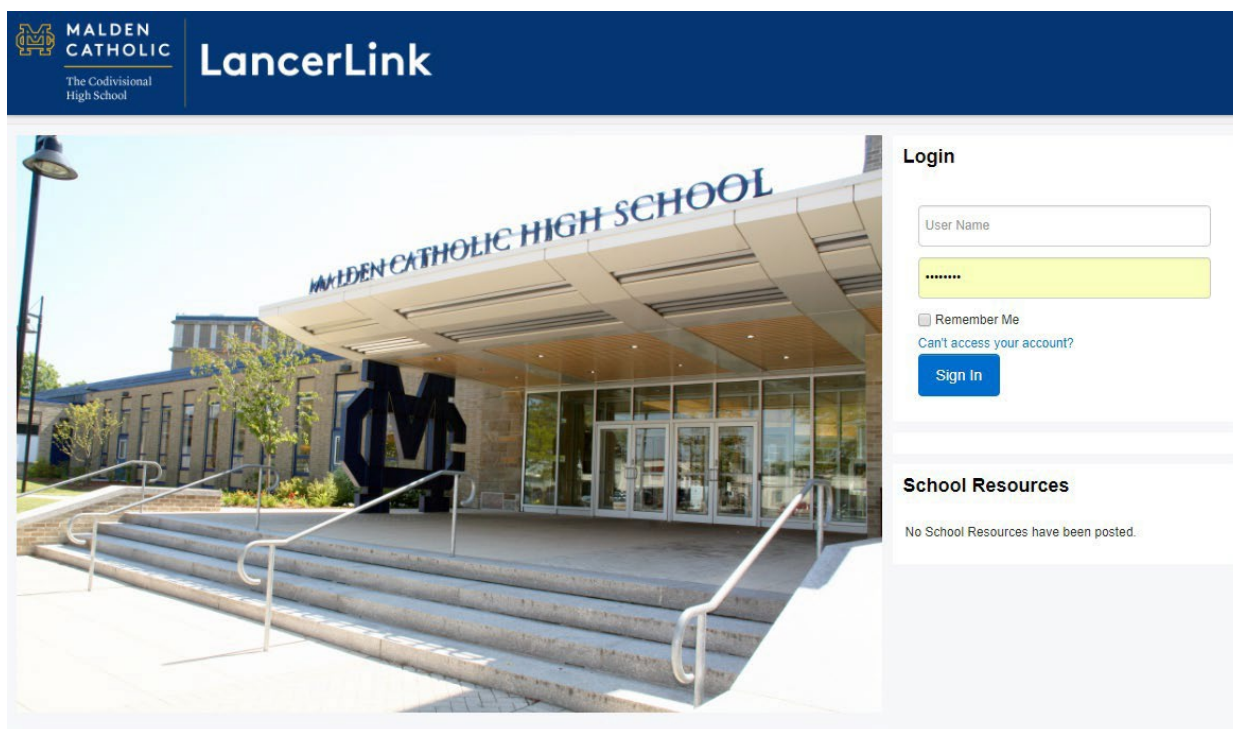 MALDEN
CATHOLIC
The Codivisional
High School
LancerLink
MALDEN CATHOLIC HIGH SCHOOL
MC
Login
User Name
••••••••
Remember Me
Can't access your account?
Sign In
School Resources
No School Resources have been posted.